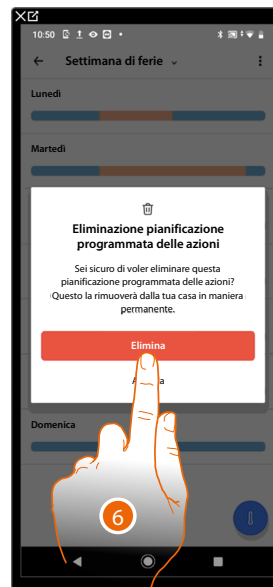 10:50
Settimana di ferie
Lunedì
Martedì
Eliminazione pianificazione
programmata delle azioni
Sei sicuro di voler eliminare questa
pianificazione programmata delle azioni?
Questo la rimuoverà dalla tua casa in maniera
permanente.
Elimina
Domenica
6